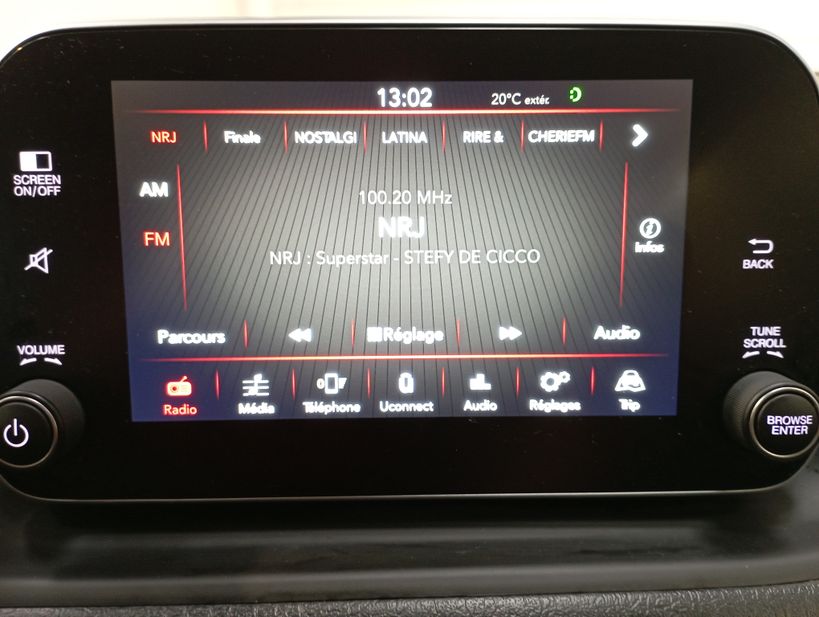 13:02 20°C extér.
NRJ Finale NOSTALGI LATINA RIRE & CHERIEFM
SCREEN
ON/OFF
AM
100.20 MHz
NRJ
FM
Infos
NRJ : Superstar - STEFY DE CICCO
BACK
Parcours Réglage Audio
VOLUME
TUNE
SCROLL
Radio Média Téléphone Uconnect Audio Réglages Trip
BROWSE
ENTER